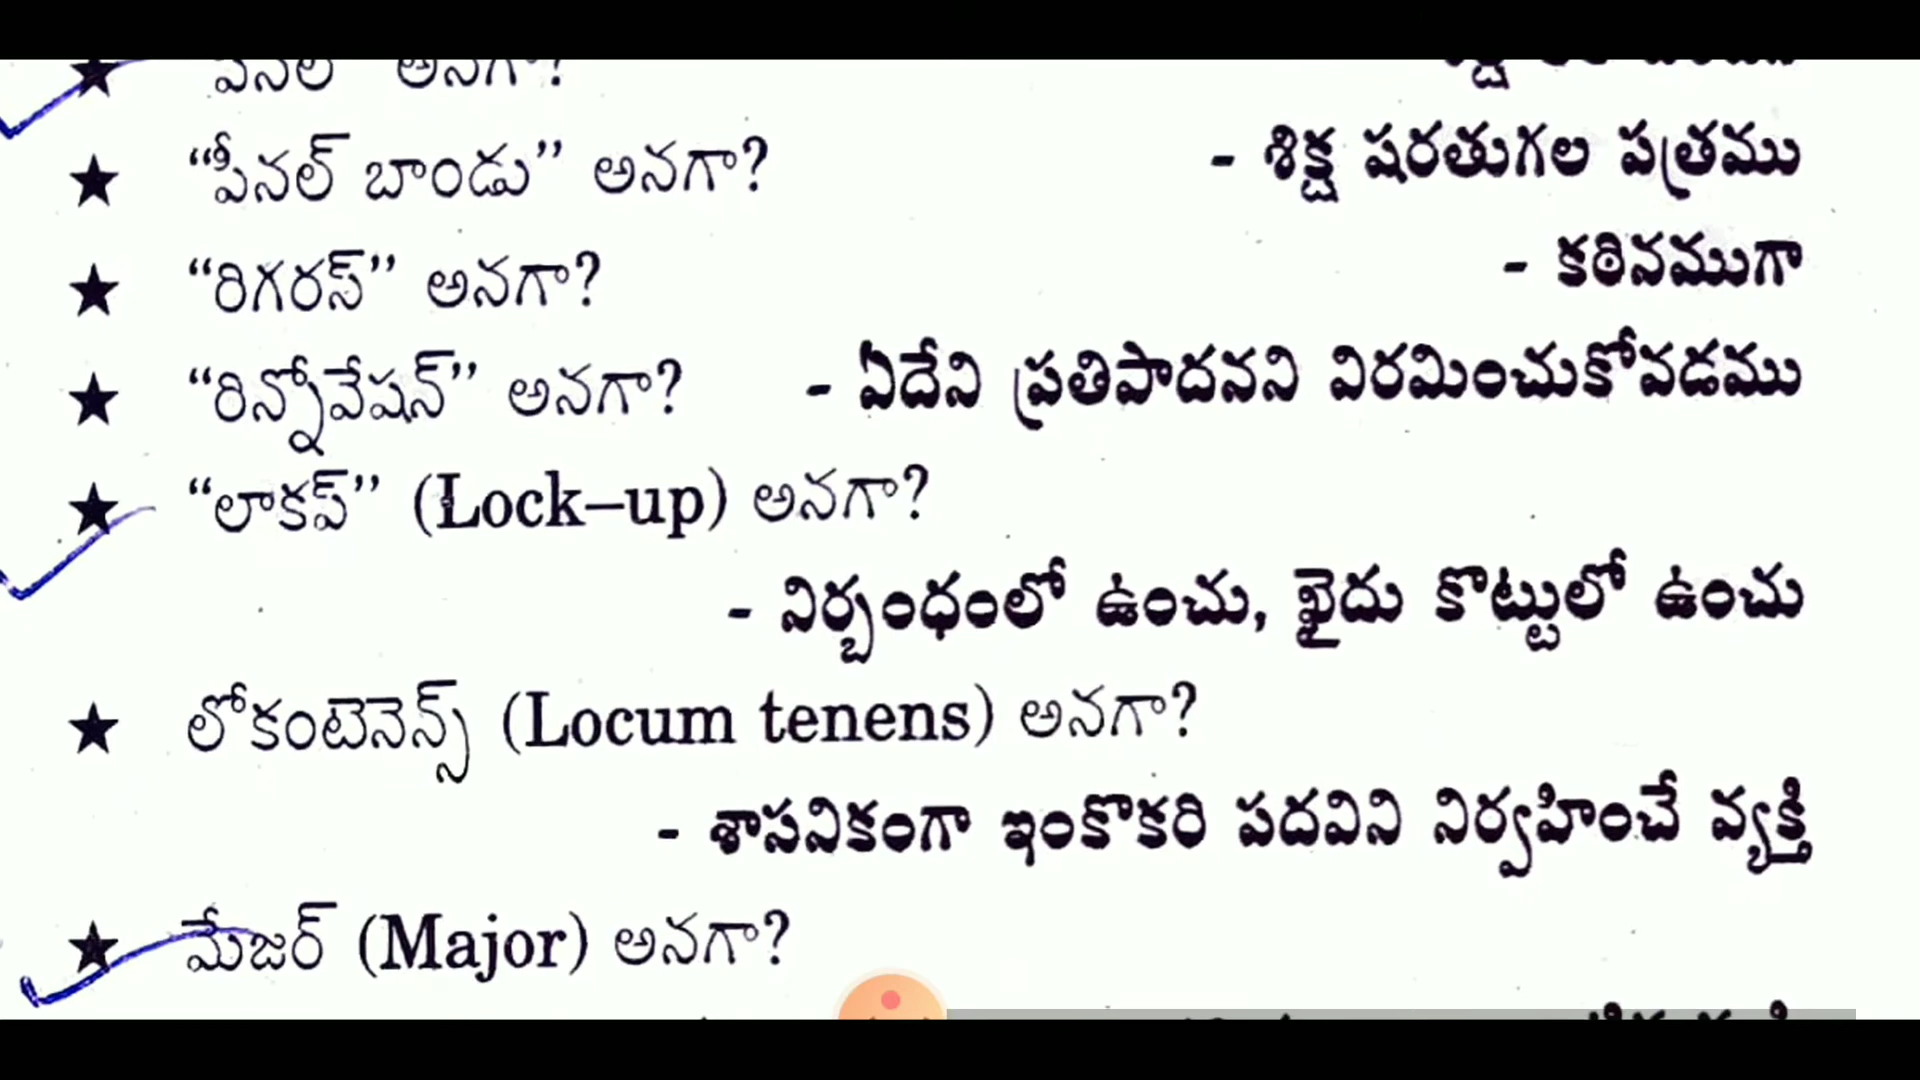 ★ "పీనల్ బాండు" అనగా? - శిక్ష షరతుగల పత్రము
★ "రిగరస్" అనగా? - కఠినముగా
★ "రిన్నోవేషన్" అనగా? - ఏదేని ప్రతిపాదనని విరమించుకోవడము
★ "లాకప్" (Lock–up) అనగా?
- నిర్బంధంలో ఉంచు, ఖైదు కొట్టులో ఉంచు
★ లోకంటెనెన్స్ (Locum tenens) అనగా?
- శాసనికంగా ఇంకొకరి పదవిని నిర్వహించే వ్యక్తి
★ మేజర్ (Major) అనగా?